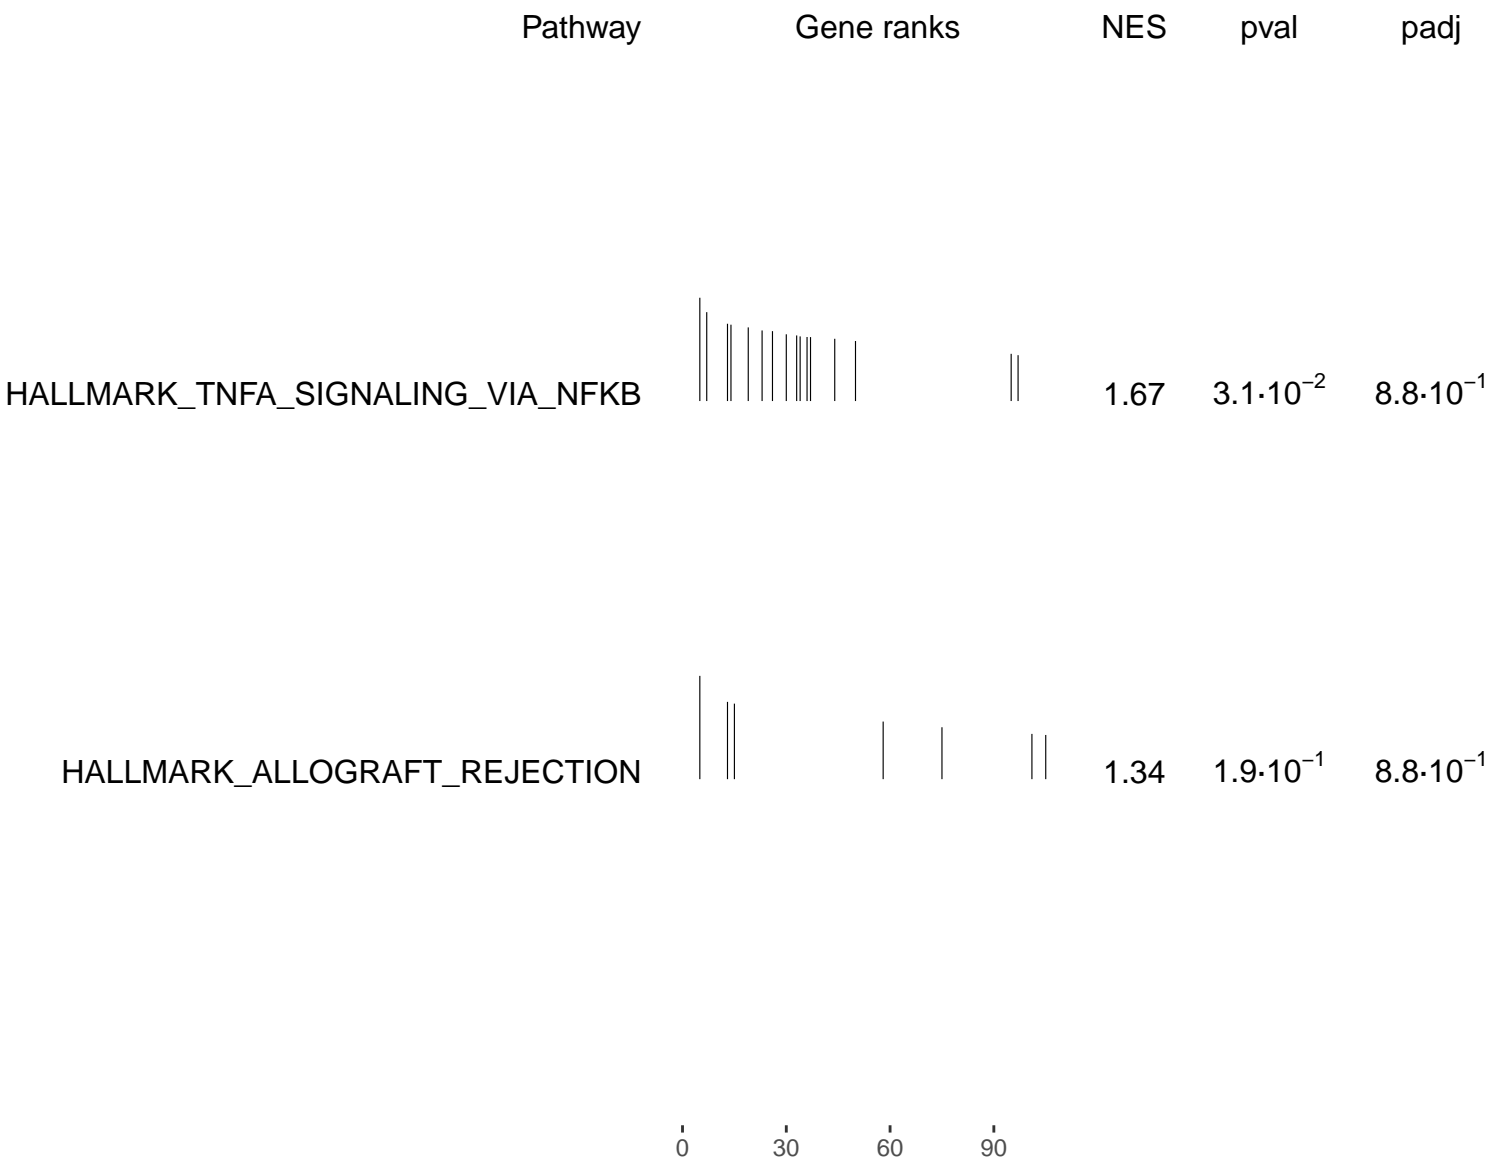 Pathway Gene ranks NES pval padj
HALLMARK_TNFA_SIGNALING_VIA_NFKB 1.67 3.1·10⁻² 8.8·10⁻¹
HALLMARK_ALLOGRAFT_REJECTION 1.34 1.9·10⁻¹ 8.8·10⁻¹
0 30 60 90